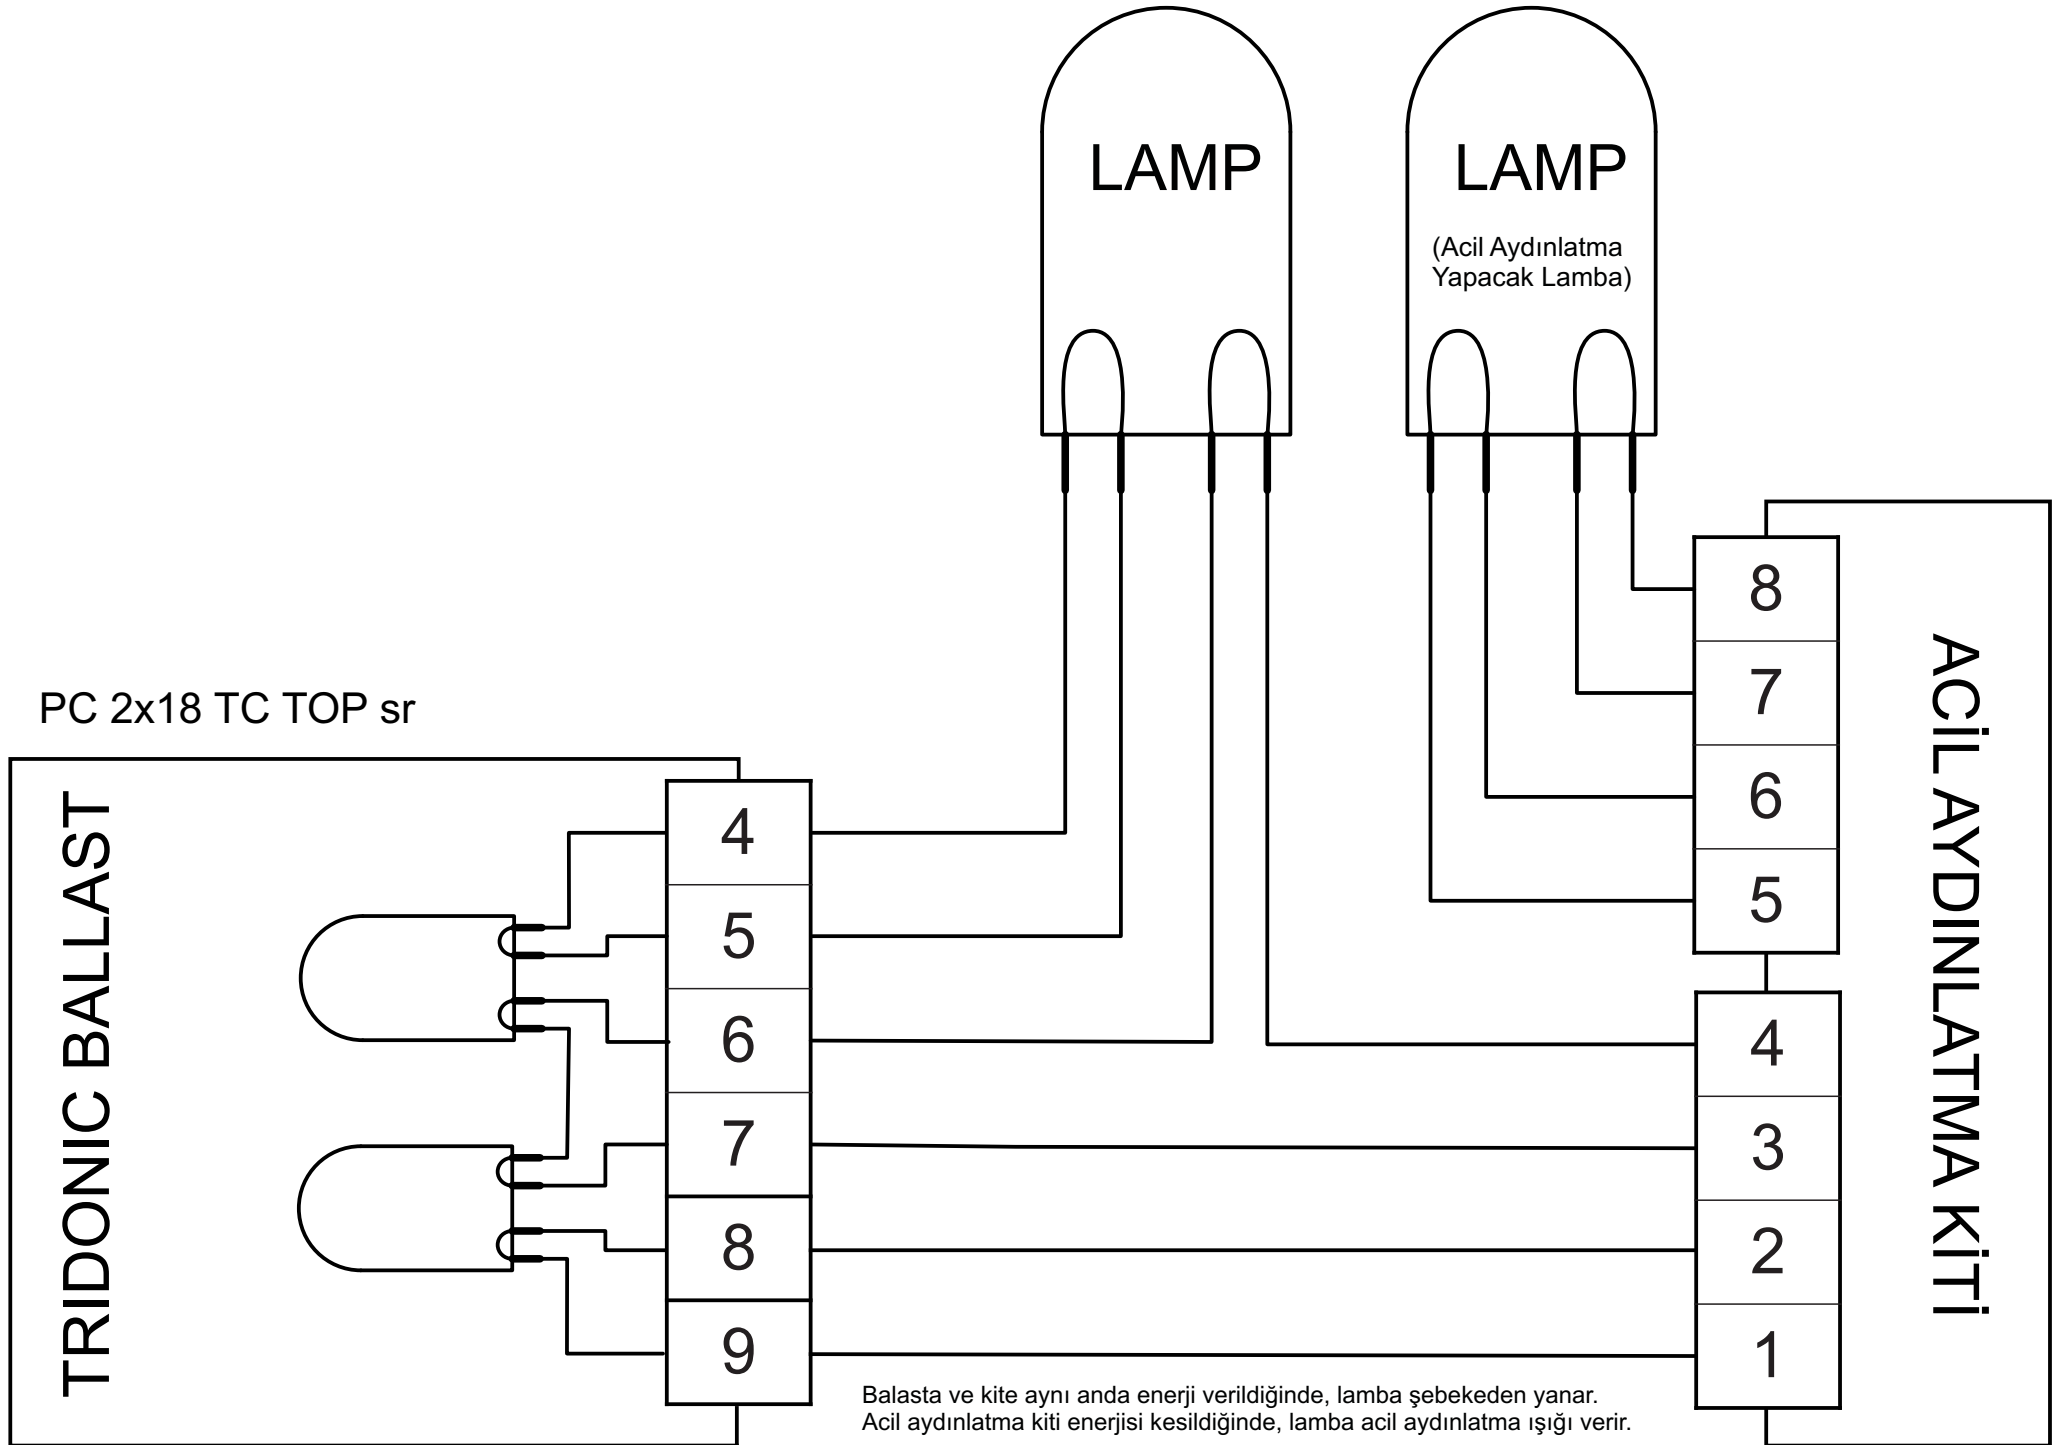 LAMP
LAMP
(Acil Aydınlatma
Yapacak Lamba)
PC 2x18 TC TOP sr
TRIDONIC BALLAST
4
5
6
7
8
9
8
7
6
5
4
3
2
1
ACİL AYDINLATMA KİTİ
Balasta ve kite aynı anda enerji verildiğinde, lamba şebekeden yanar.
Acil aydınlatma kiti enerjisi kesildiğinde, lamba acil aydınlatma ışığı verir.